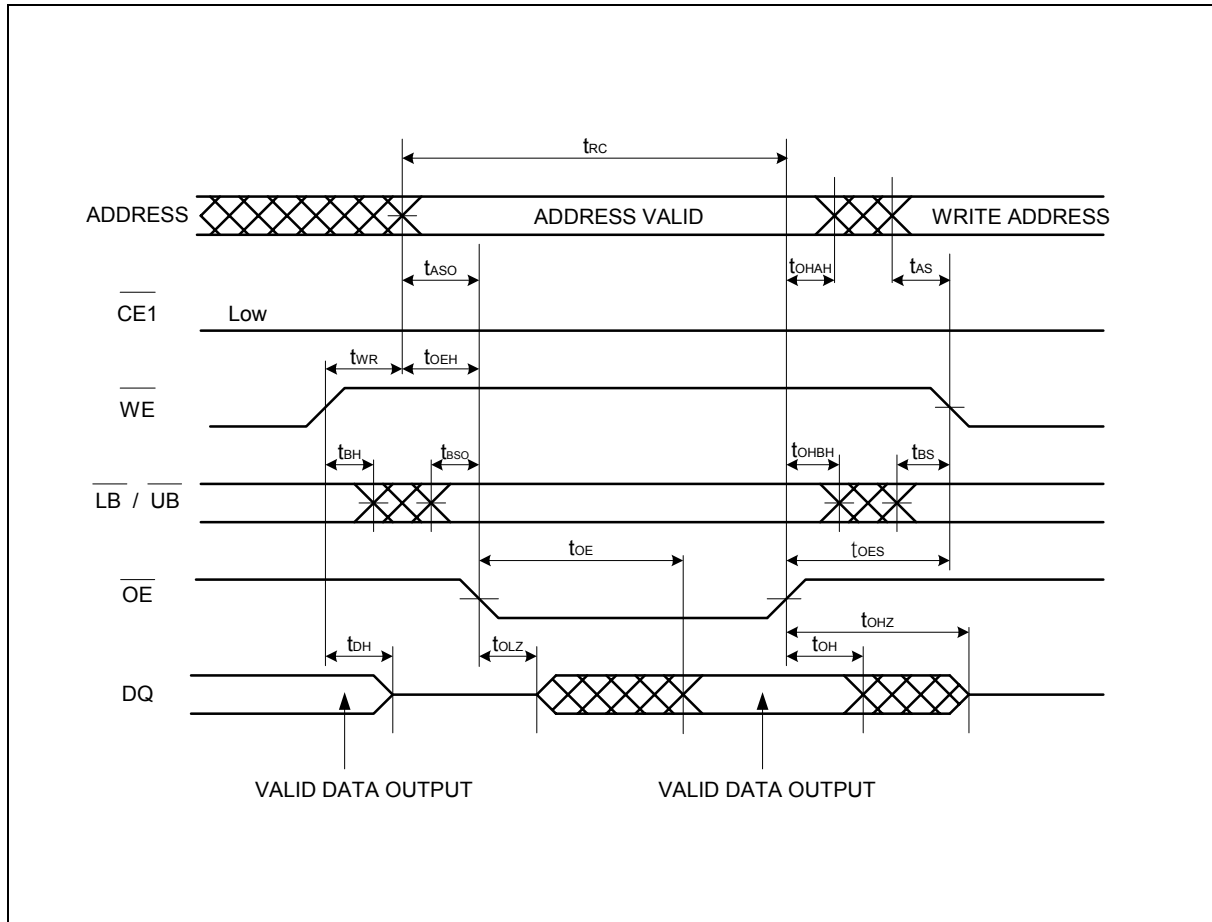 tRC
ADDRESS ADDRESS VALID WRITE ADDRESS
tASO tOHAH tAS
CE1 Low
tWR tOEH
WE
tBH tBSO tOHBH tBS
LB / UB
tOE tOES
OE
tOHZ
tDH tOLZ tOH
DQ
VALID DATA OUTPUT VALID DATA OUTPUT